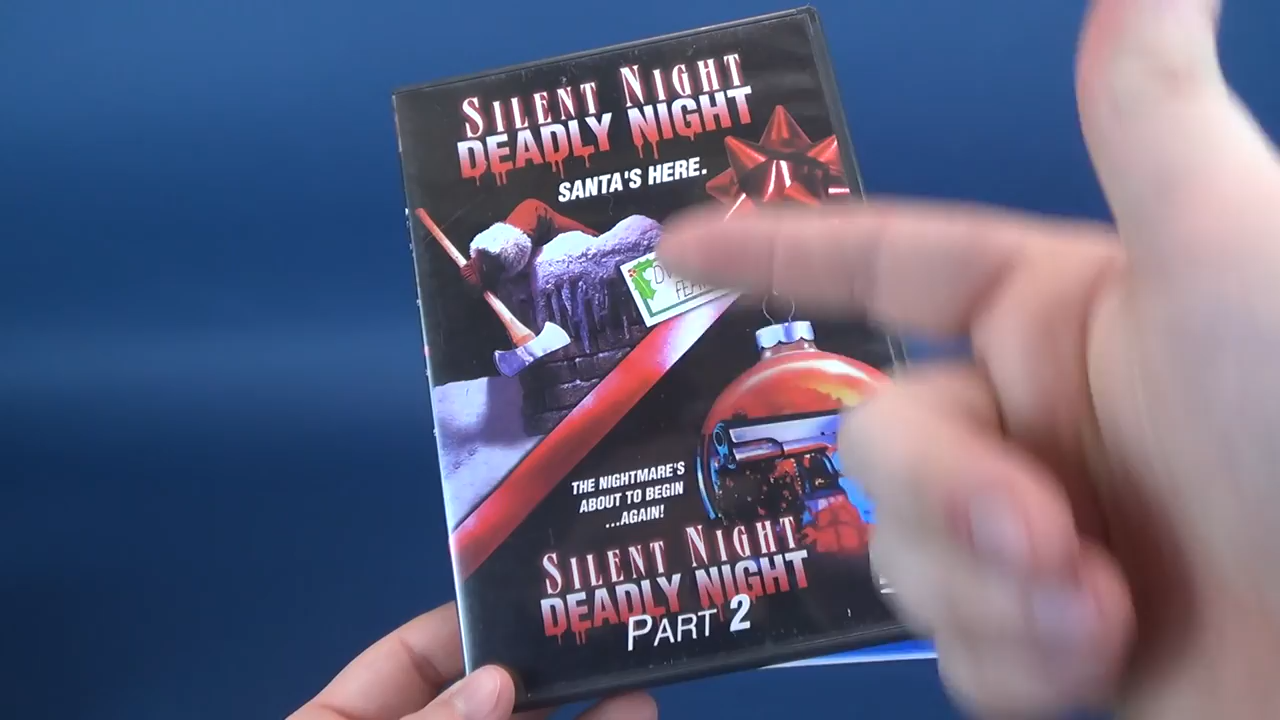 SILENT NIGHT
DEADLY NIGHT
SANTA'S HERE.
THE NIGHTMARE'S
ABOUT TO BEGIN
...AGAIN!
SILENT NIGHT
DEADLY NIGHT
PART 2